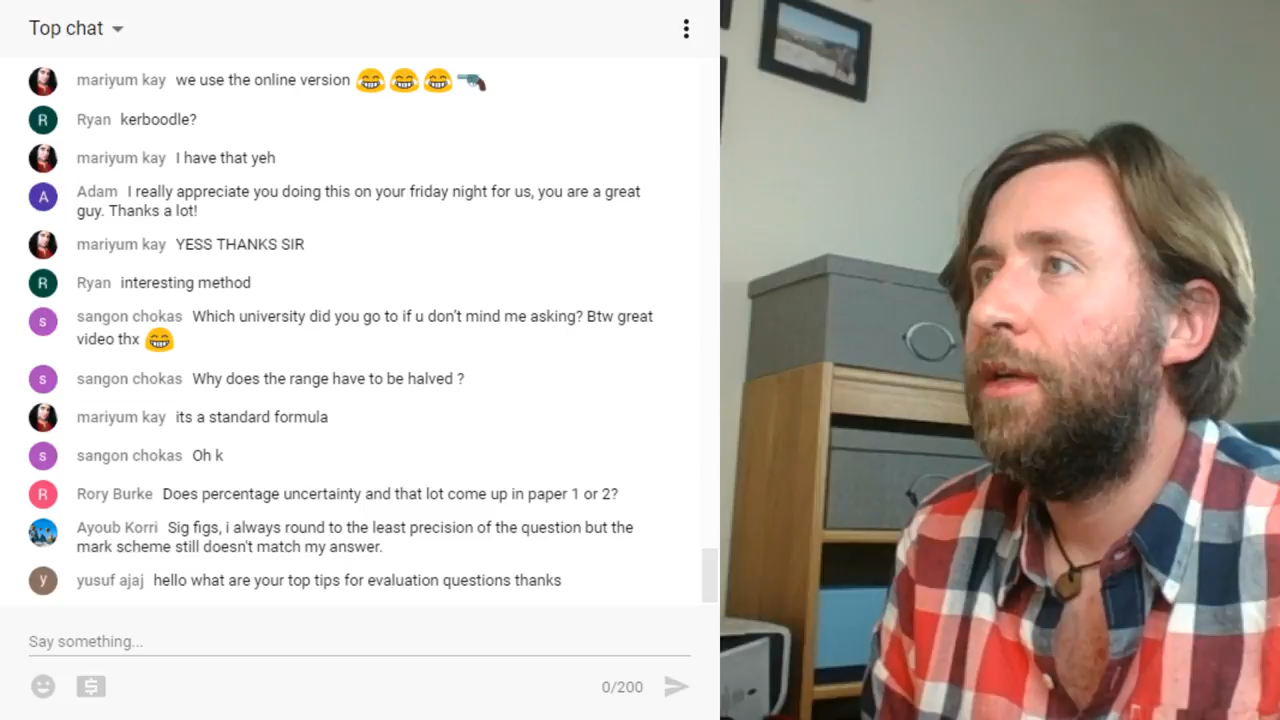 Top chat
mariyum kay we use the online version 😂 😂 😂 🔫
R Ryan kerboodle?
mariyum kay I have that yeh
A Adam I really appreciate you doing this on your friday night for us, you are a great
guy. Thanks a lot!
mariyum kay YESS THANKS SIR
R Ryan interesting method
s sangon chokas Which university did you go to if u don't mind me asking? Btw great
video thx 😂
s sangon chokas Why does the range have to be halved ?
mariyum kay its a standard formula
s sangon chokas Oh k
R Rory Burke Does percentage uncertainty and that lot come up in paper 1 or 2?
Ayoub Korri Sig figs, i always round to the least precision of the question but the
mark scheme still doesn't match my answer.
y yusuf ajaj hello what are your top tips for evaluation questions thanks
Say something...
$ 0/200